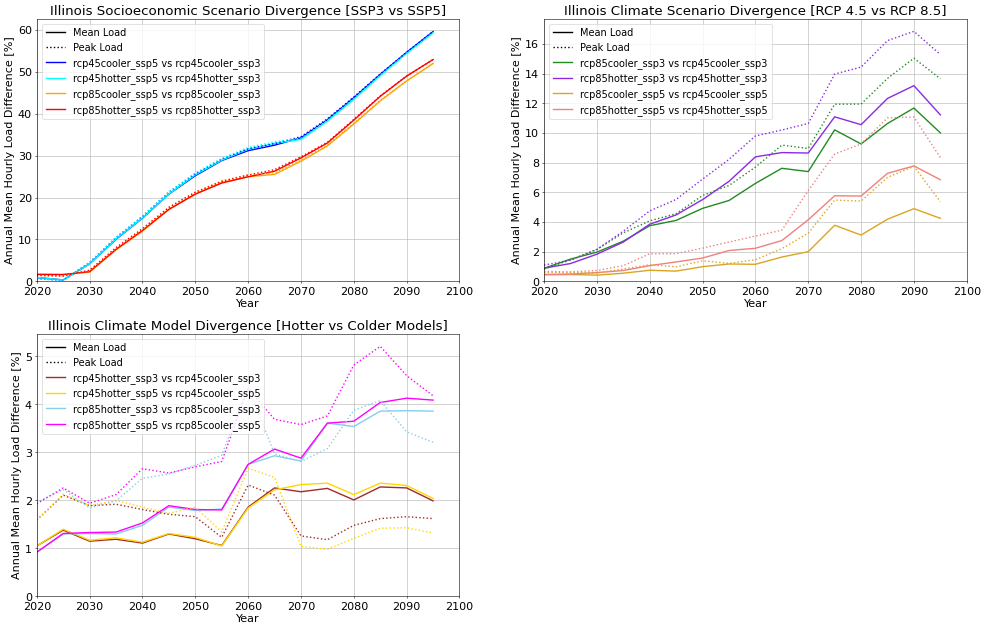 Illinois Socioeconomic Scenario Divergence [SSP3 vs SSP5]
Annual Mean Hourly Load Difference [%]
60
50
40
30
20
10
0
Mean Load
Peak Load
rcp45cooler_ssp5 vs rcp45cooler_ssp3
rcp45hotter_ssp5 vs rcp45hotter_ssp3
rcp85cooler_ssp5 vs rcp85cooler_ssp3
rcp85hotter_ssp5 vs rcp85hotter_ssp3
2020 2030 2040 2050 2060 2070 2080 2090 2100
Year
Illinois Climate Scenario Divergence [RCP 4.5 vs RCP 8.5]
Annual Mean Hourly Load Difference [%]
16
14
12
10
8
6
4
2
0
Mean Load
Peak Load
rcp85cooler_ssp3 vs rcp45cooler_ssp3
rcp85hotter_ssp3 vs rcp45hotter_ssp3
rcp85cooler_ssp5 vs rcp45cooler_ssp5
rcp85hotter_ssp5 vs rcp45hotter_ssp5
2020 2030 2040 2050 2060 2070 2080 2090 2100
Year
Illinois Climate Model Divergence [Hotter vs Colder Models]
Annual Mean Hourly Load Difference [%]
5
4
3
2
1
0
Mean Load
Peak Load
rcp45hotter_ssp3 vs rcp45cooler_ssp3
rcp45hotter_ssp5 vs rcp45cooler_ssp5
rcp85hotter_ssp3 vs rcp85cooler_ssp3
rcp85hotter_ssp5 vs rcp85cooler_ssp5
2020 2030 2040 2050 2060 2070 2080 2090 2100
Year